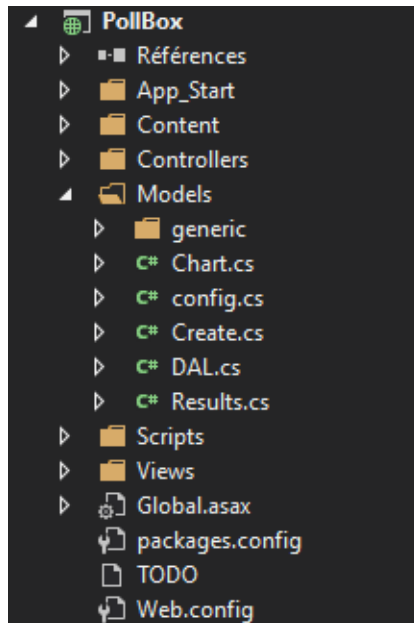 PollBox
Références
App_Start
Content
Controllers
Models
generic
C# Chart.cs
C# config.cs
C# Create.cs
C# DAL.cs
C# Results.cs
Scripts
Views
Global.asax
packages.config
TODO
Web.config